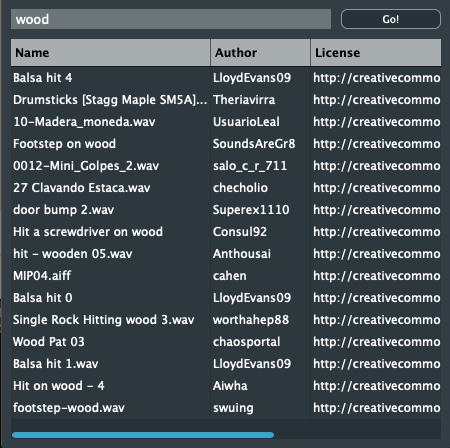 wood Go!
Name Author License
Balsa hit 4 LloydEvans09 http://creativecommo
Drumsticks [Stagg Maple SM5A]... Theriavirra http://creativecommo
10-Madera_moneda.wav UsuarioLeal http://creativecommo
Footstep on wood SoundsAreGr8 http://creativecommo
0012-Mini_Golpes_2.wav salo_c_r_711 http://creativecommo
27 Clavando Estaca.wav checholio http://creativecommo
door bump 2.wav Superex1110 http://creativecommo
Hit a screwdriver on wood Consul92 http://creativecommo
hit - wooden 05.wav Anthousai http://creativecommo
MIP04.aiff cahen http://creativecommo
Balsa hit 0 LloydEvans09 http://creativecommo
Single Rock Hitting wood 3.wav worthahep88 http://creativecommo
Wood Pat 03 chaosportal http://creativecommo
Balsa hit 1.wav LloydEvans09 http://creativecommo
Hit on wood - 4 Aiwha http://creativecommo
footstep-wood.wav swuing http://creativecommo